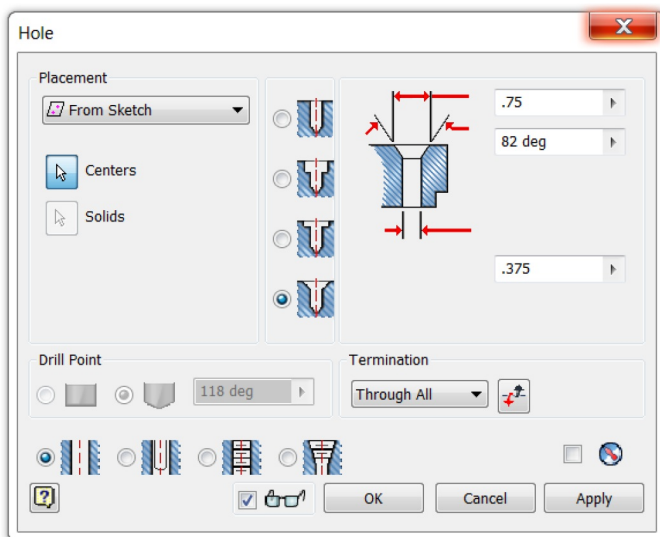 Hole
Placement
From Sketch
Centers
Solids
.75
82 deg
.375
Drill Point
118 deg
Termination
Through All
OK
Cancel
Apply